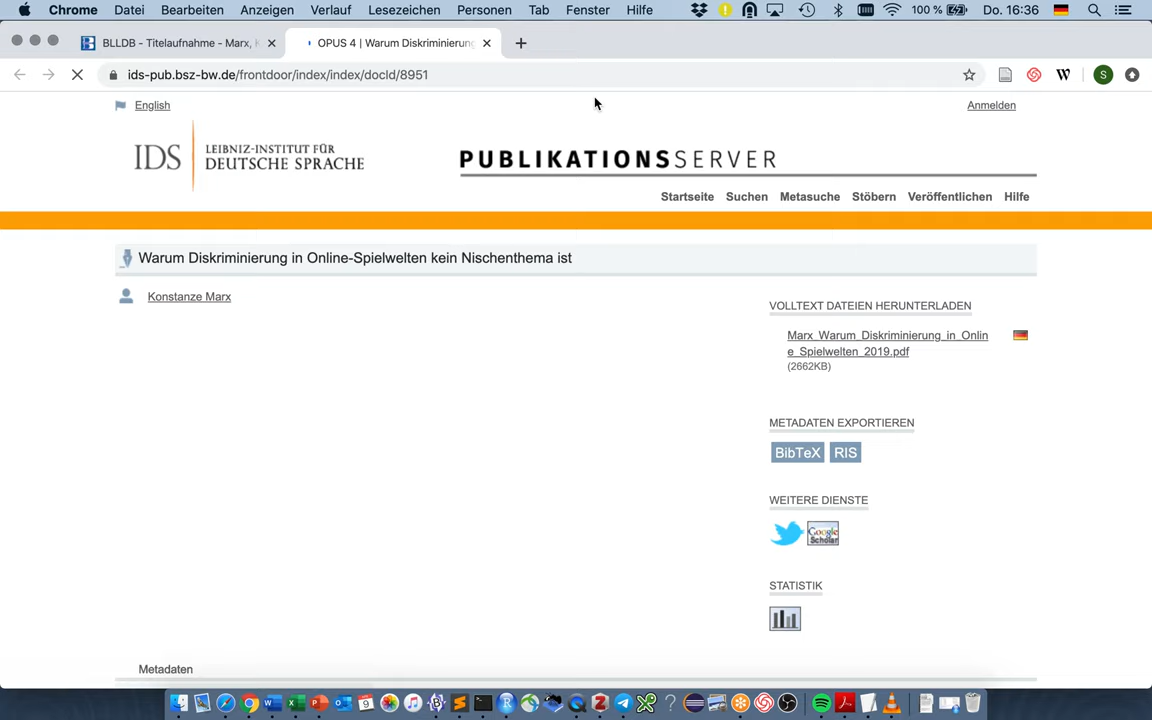 Chrome Datei Bearbeiten Anzeigen Verlauf Lesezeichen Personen Tab Fenster Hilfe 100 % Do. 16:36
BLLDB - Titelaufnahme - Marx, OPUS 4 | Warum Diskriminierung
ids-pub.bsz-bw.de/frontdoor/index/index/docId/8951
English Anmelden
IDS LEIBNIZ-INSTITUT FÜR
DEUTSCHE SPRACHE
PUBLIKATIONSSERVER
Startseite Suchen Metasuche Stöbern Veröffentlichen Hilfe
Warum Diskriminierung in Online-Spielwelten kein Nischenthema ist
Konstanze Marx
VOLLTEXT DATEIEN HERUNTERLADEN
Marx_Warum_Diskriminierung_in_Onlin
e_Spielwelten_2019.pdf
(2662KB)
METADATEN EXPORTIEREN
BibTeX RIS
WEITERE DIENSTE
Google
Scholar
STATISTIK
Metadaten